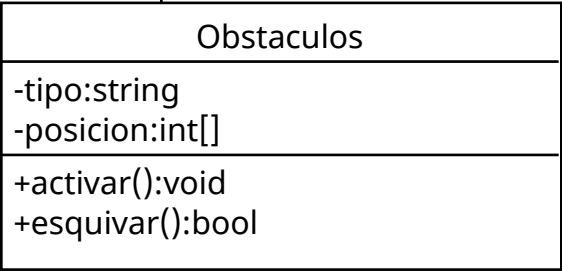 Obstaculos
-tipo:string
-posicion:int[]
+activar():void
+esquivar():bool